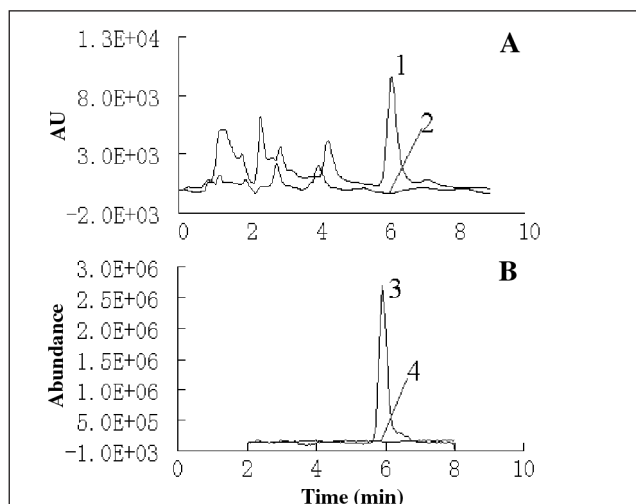 A
1.3E+04
1
8.0E+03
2
AU
3.0E+03
-2.0E+03
0 2 4 6 8 10
B
3.0E+06
3
2.5E+06
2.0E+06
Abundance
1.5E+06
4
1.0E+06
5.0E+05
-1.0E+03
0 2 4 6 8 10
Time (min)